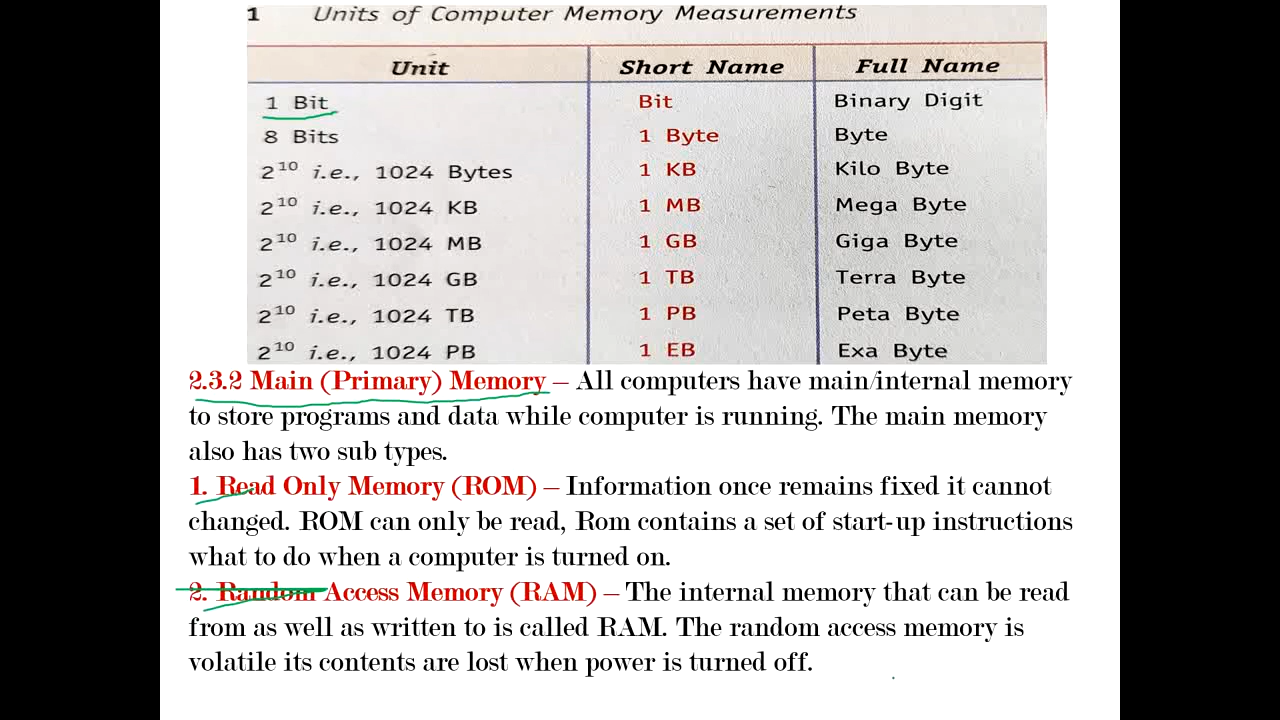 1 Units of Computer Memory Measurements
Unit Short Name Full Name
1 Bit Bit Binary Digit
8 Bits 1 Byte Byte
2¹⁰ i.e., 1024 Bytes 1 KB Kilo Byte
2¹⁰ i.e., 1024 KB 1 MB Mega Byte
2¹⁰ i.e., 1024 MB 1 GB Giga Byte
2¹⁰ i.e., 1024 GB 1 TB Terra Byte
2¹⁰ i.e., 1024 TB 1 PB Peta Byte
2¹⁰ i.e., 1024 PB 1 EB Exa Byte
2.3.2 Main (Primary) Memory – All computers have main/internal memory
to store programs and data while computer is running. The main memory
also has two sub types.
1. Read Only Memory (ROM) – Information once remains fixed it cannot
changed. ROM can only be read, Rom contains a set of start-up instructions
what to do when a computer is turned on.
2. Random Access Memory (RAM) – The internal memory that can be read
from as well as written to is called RAM. The random access memory is
volatile its contents are lost when power is turned off.